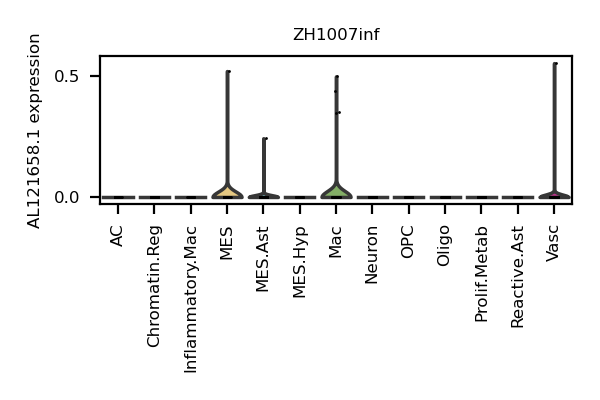 ZH1007inf
AL121658.1 expression
0.5
0.0
AC
Chromatin.Reg
Inflammatory.Mac
MES
MES.Ast
MES.Hyp
Mac
Neuron
OPC
Oligo
Prolif.Metab
Reactive.Ast
Vasc